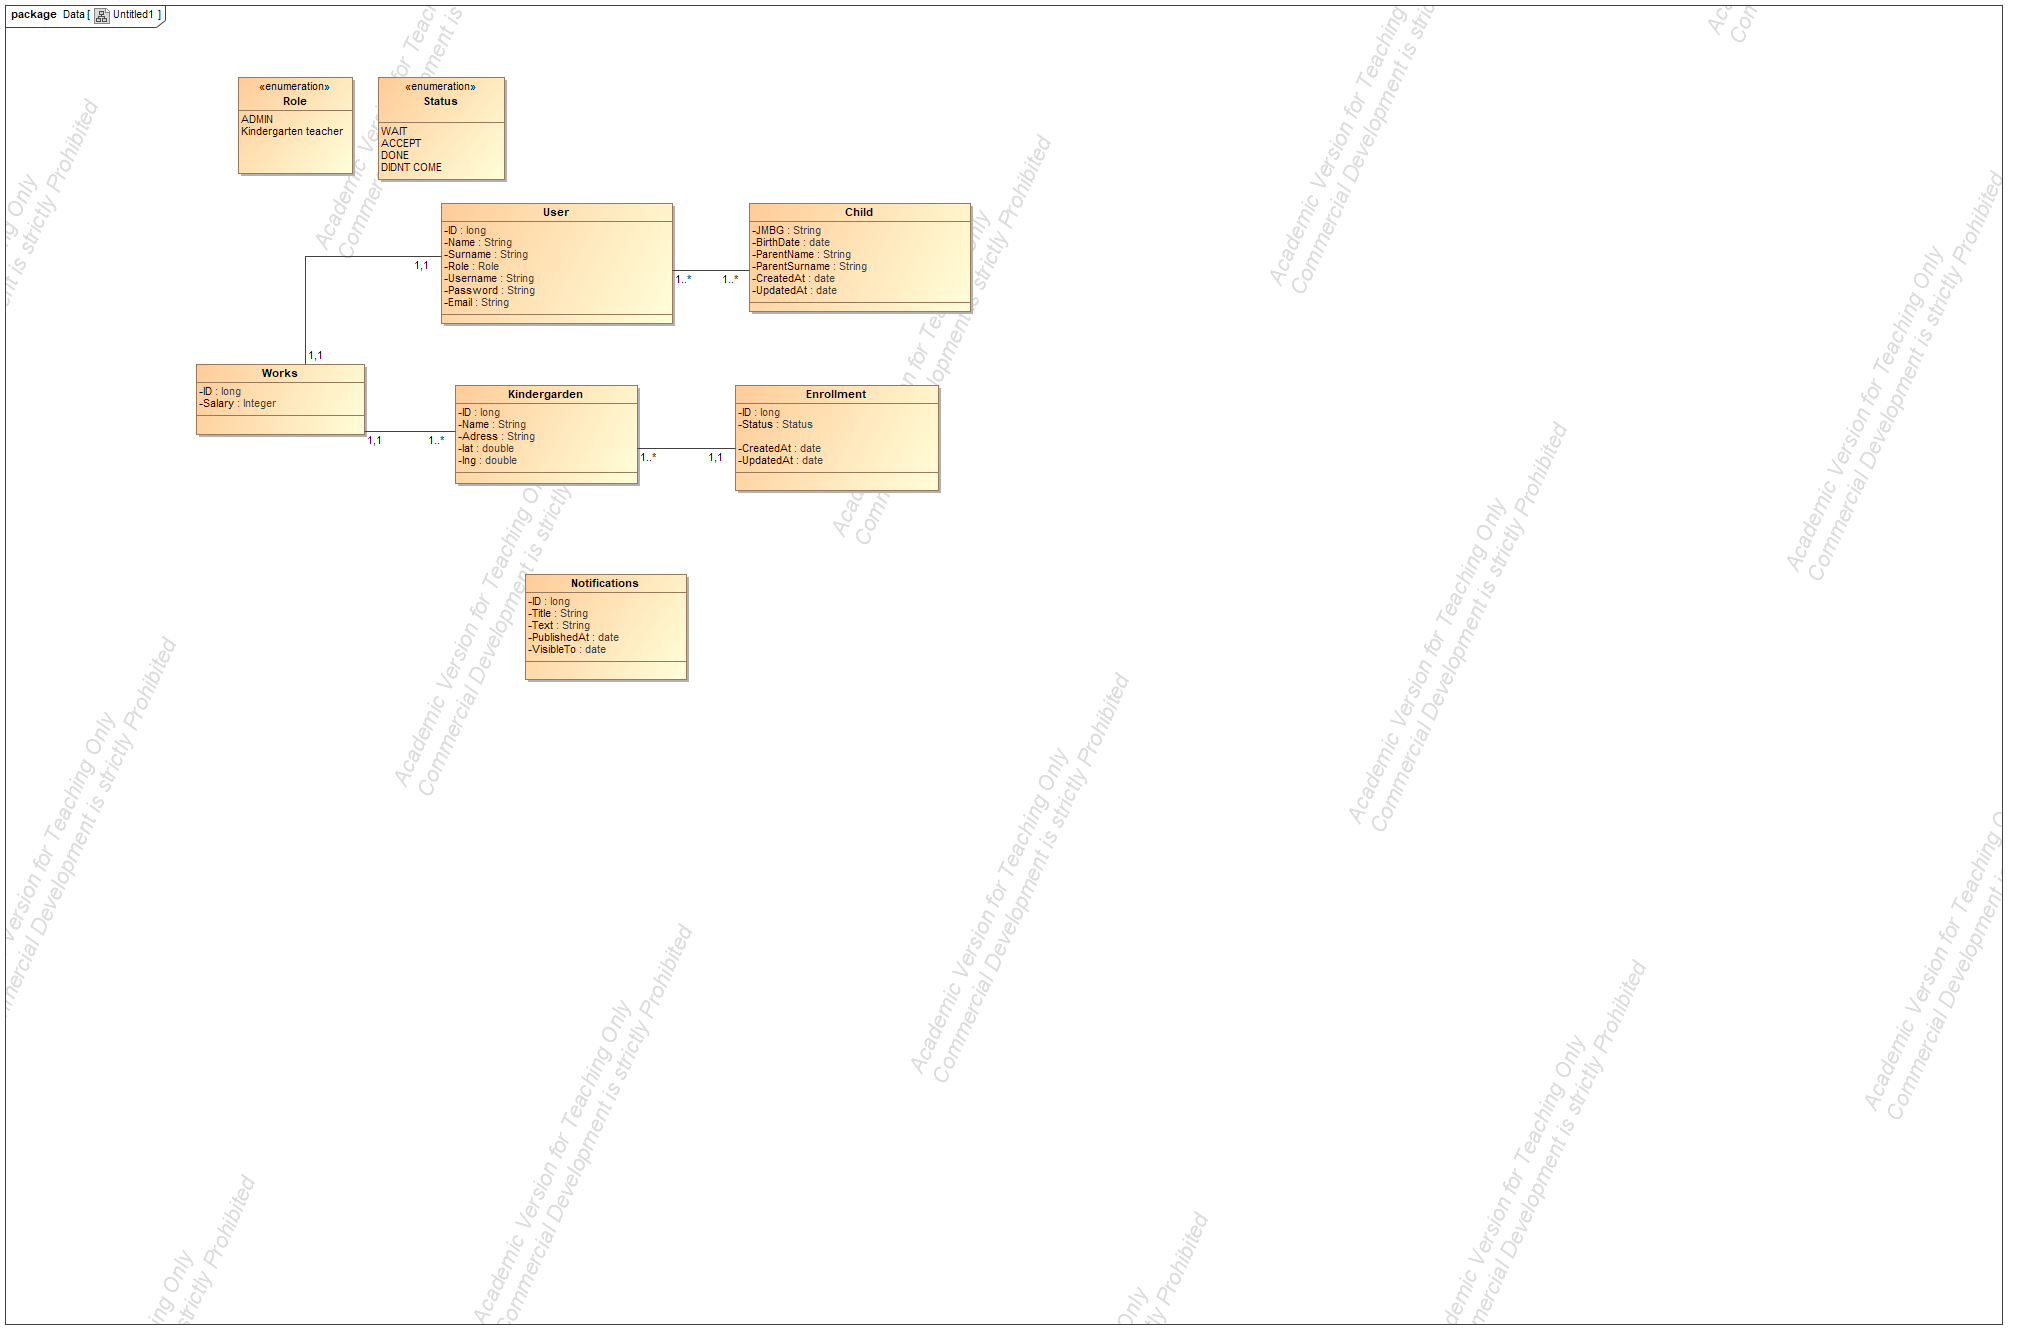 package Data [ Untitled1 ]
«enumeration»
Role
ADMIN
Kindergarten teacher
«enumeration»
Status
WAIT
ACCEPT
DONE
DIDNT COME
User
-ID : long
-Name : String
-Surname : String
-Role : Role
-Username : String
-Password : String
-Email : String
Child
-JMBG : String
-BirthDate : date
-ParentName : String
-ParentSurname : String
-CreatedAt : date
-UpdatedAt : date
1,1
1..*
1..*
1,1
Works
-ID : long
-Salary : Integer
Kindergarden
-ID : long
-Name : String
-Adress : String
-lat : double
-lng : double
Enrollment
-ID : long
-Status : Status
-CreatedAt : date
-UpdatedAt : date
1,1
1..*
1..*
1,1
Notifications
-ID : long
-Title : String
-Text : String
-PublishedAt : date
-VisibleTo : date
Academic Version for Teaching Only
Commercial Development is strictly Prohibited